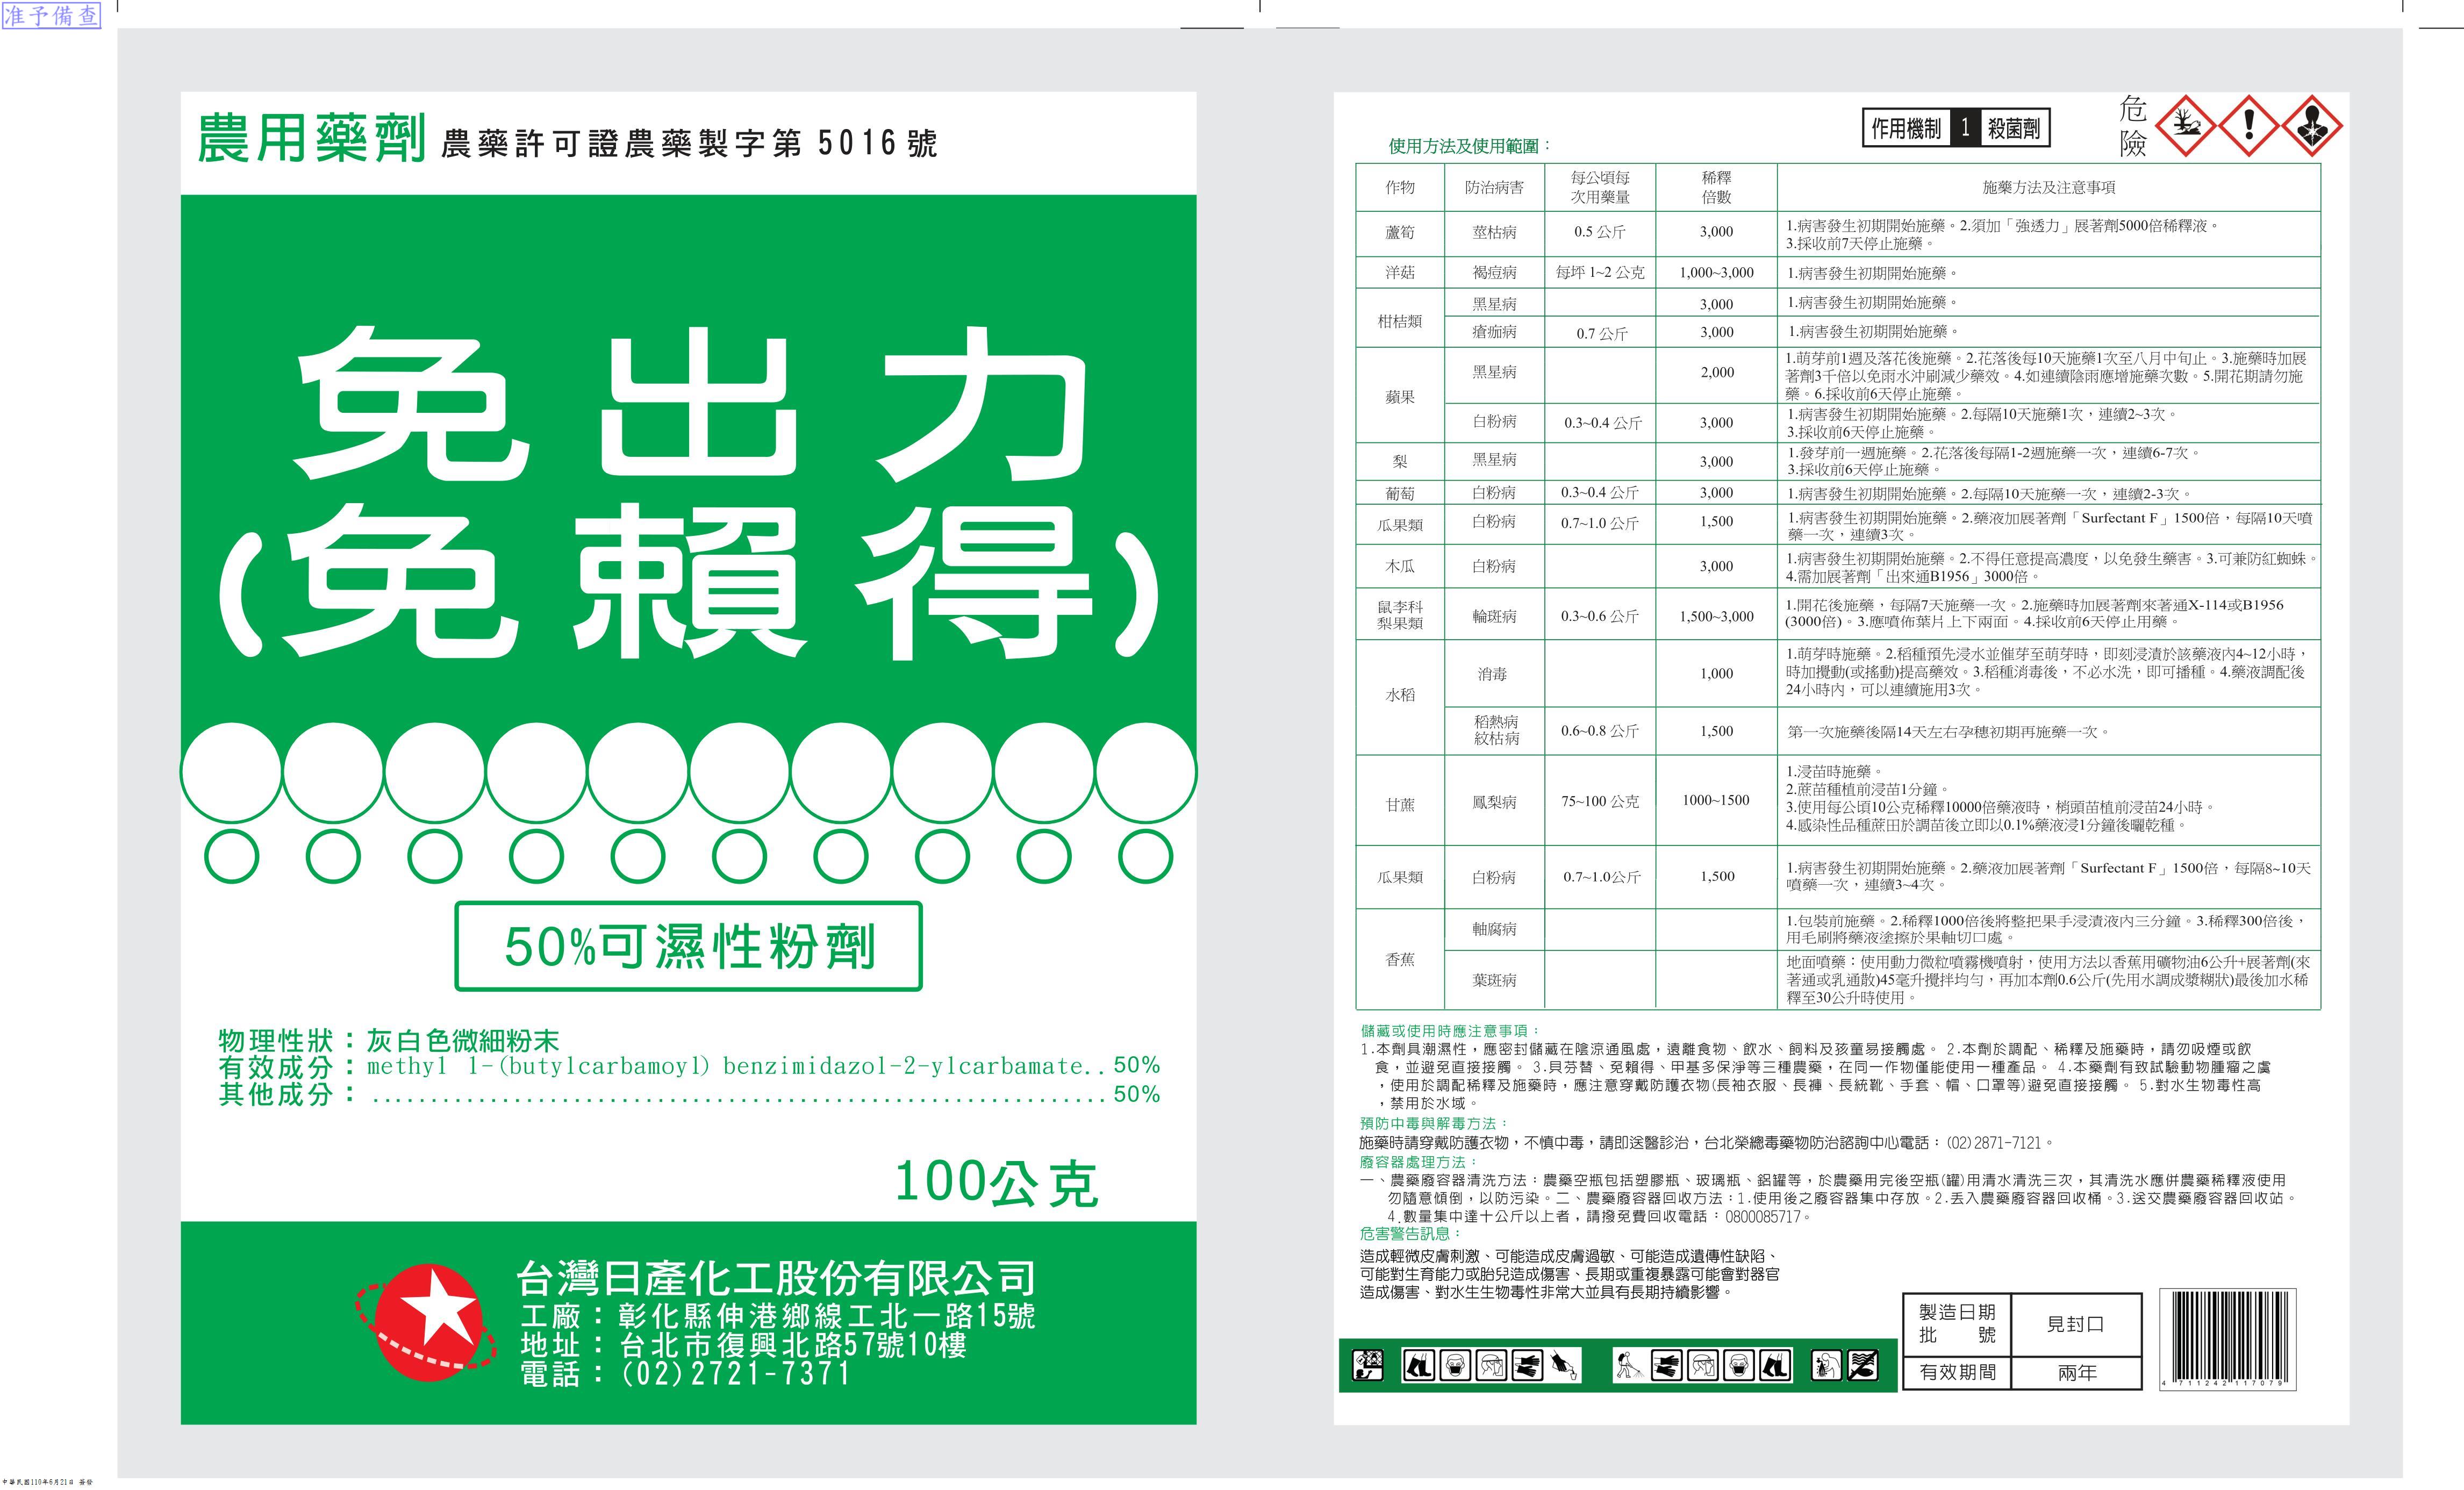 准予備查
農用藥劑 農藥許可證農藥製字第 5016 號
免出力
(免賴得)
50%可濕性粉劑
物理性狀：灰白色微細粉末
有效成分：methyl 1-(butylcarbamoyl) benzimidazol-2-ylcarbamate.. 50%
其他成分：............................................................... 50%
100公克
台灣日產化工股份有限公司
工廠：彰化縣伸港鄉線工北一路15號
地址：台北市復興北路57號10樓
電話：(02)2721-7371
作用機制 1 殺菌劑
危險
使用方法及使用範圍：
作物 防治病害 每公頃每次用藥量 稀釋倍數 施藥方法及注意事項
蘆筍 莖枯病 0.5 公斤 3,000 1.病害發生初期開始施藥。2.須加「強透力」展著劑5000倍稀釋液。
3.採收前7天停止施藥。
洋菇 褐痘病 每坪 1~2 公克 1,000~3,000 1.病害發生初期開始施藥。
柑桔類 黑星病 3,000 1.病害發生初期開始施藥。
瘡痂病 0.7 公斤 3,000 1.病害發生初期開始施藥。
蘋果 黑星病 2,000 1.萌芽前1週及落花後施藥。2.花落後每10天施藥1次至八月中旬止。3.施藥時加展
著劑3千倍以免雨水沖刷減少藥效。4.如連續陰雨應增施藥次數。5.開花期請勿施
藥。6.採收前6天停止施藥。
白粉病 0.3~0.4 公斤 3,000 1.病害發生初期開始施藥。2.每隔10天施藥1次，連續2~3次。
3.採收前6天停止施藥。
梨 黑星病 3,000 1.發芽前一週施藥。2.花落後每隔1-2週施藥一次，連續6-7次。
3.採收前6天停止施藥。
葡萄 白粉病 0.3~0.4 公斤 3,000 1.病害發生初期開始施藥。2.每隔10天施藥一次，連續2-3次。
瓜果類 白粉病 0.7~1.0 公斤 1,500 1.病害發生初期開始施藥。2.藥液加展著劑「Surfectant F」1500倍，每隔10天噴
藥一次，連續3次。
木瓜 白粉病 3,000 1.病害發生初期開始施藥。2.不得任意提高濃度，以免發生藥害。3.可兼防紅蜘蛛。
4.需加展著劑「出來通B1956」3000倍。
鼠李科梨果類 輪斑病 0.3~0.6 公斤 1,500~3,000 1.開花後施藥，每隔7天施藥一次。2.施藥時加展著劑來著通X-114或B1956
(3000倍)。3.應噴佈葉片上下兩面。4.採收前6天停止用藥。
水稻 消毒 1,000 1.萌芽時施藥。2.稻種預先浸水並催芽至萌芽時，即刻浸漬於該藥液內4~12小時，
時加攪動(或搖動)提高藥效。3.稻種消毒後，不必水洗，即可播種。4.藥液調配後
24小時內，可以連續施用3次。
稻熱病紋枯病 0.6~0.8 公斤 1,500 第一次施藥後隔14天左右孕穗初期再施藥一次。
甘蔗 鳳梨病 75~100 公克 1000~1500 1.浸苗時施藥。
2.蔗苗種植前浸苗1分鐘。
3.使用每公頃10公克稀釋10000倍藥液時，梢頭苗植前浸苗24小時。
4.感染性品種蔗田於調苗後立即以0.1%藥液浸1分鐘後曬乾種。
瓜果類 白粉病 0.7~1.0公斤 1,500 1.病害發生初期開始施藥。2.藥液加展著劑「Surfectant F」1500倍，每隔8~10天
噴藥一次，連續3~4次。
香蕉 軸腐病 1.包裝前施藥。2.稀釋1000倍後將整把果手浸漬液內三分鐘。3.稀釋300倍後，
用毛刷將藥液塗擦於果軸切口處。
葉斑病 地面噴藥：使用動力微粒噴霧機噴射，使用方法以香蕉用礦物油6公升+展著劑(來
著通或乳通散)45毫升攪拌均勻，再加本劑0.6公斤(先用水調成漿糊狀)最後加水稀
釋至30公升時使用。
儲藏或使用時應注意事項：
1.本劑具潮濕性，應密封儲藏在陰涼通風處，遠離食物、飲水、飼料及孩童易接觸處。 2.本劑於調配、稀釋及施藥時，請勿吸煙或飲
食，並避免直接接觸。 3.貝芬替、免賴得、甲基多保淨等三種農藥，在同一作物僅能使用一種產品。 4.本藥劑有致試驗動物腫瘤之虞
，使用於調配稀釋及施藥時，應注意穿戴防護衣物(長袖衣服、長褲、長統靴、手套、帽、口罩等)避免直接接觸。 5.對水生物毒性高
，禁用於水域。
預防中毒與解毒方法：
施藥時請穿戴防護衣物，不慎中毒，請即送醫診治，台北榮總毒藥物防治諮詢中心電話：(02)2871-7121。
廢容器處理方法：
一、農藥廢容器清洗方法：農藥空瓶包括塑膠瓶、玻璃瓶、鋁罐等，於農藥用完後空瓶(罐)用清水清洗三次，其清洗水應併農藥稀釋液使用
勿隨意傾倒，以防污染。二、農藥廢容器回收方法：1.使用後之廢容器集中存放。2.丟入農藥廢容器回收桶。3.送交農藥廢容器回收站。
4.數量集中達十公斤以上者，請撥免費回收電話：0800085717。
危害警告訊息：
造成輕微皮膚刺激、可能造成皮膚過敏、可能造成遺傳性缺陷、
可能對生育能力或胎兒造成傷害、長期或重複暴露可能會對器官
造成傷害、對水生生物毒性非常大並具有長期持續影響。
製造日期批號 見封口
有效期間 兩年
4 711242 117079
中華民國110年6月21日 簽發